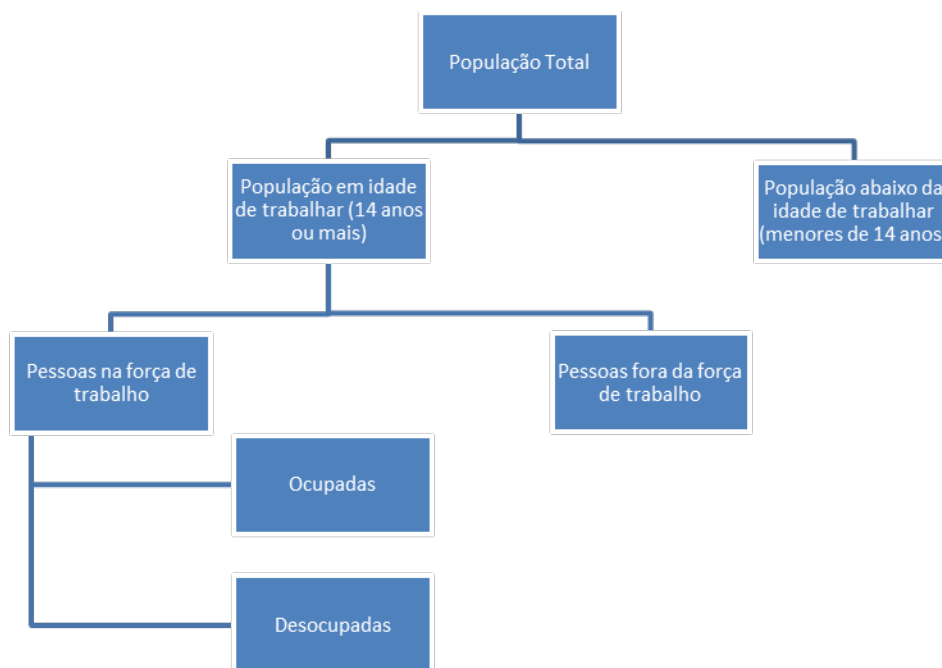 População Total
População em idade
de trabalhar (14 anos
ou mais)
População abaixo da
idade de trabalhar
(menores de 14 anos
Pessoas na força de
trabalho
Pessoas fora da força
de trabalho
Ocupadas
Desocupadas